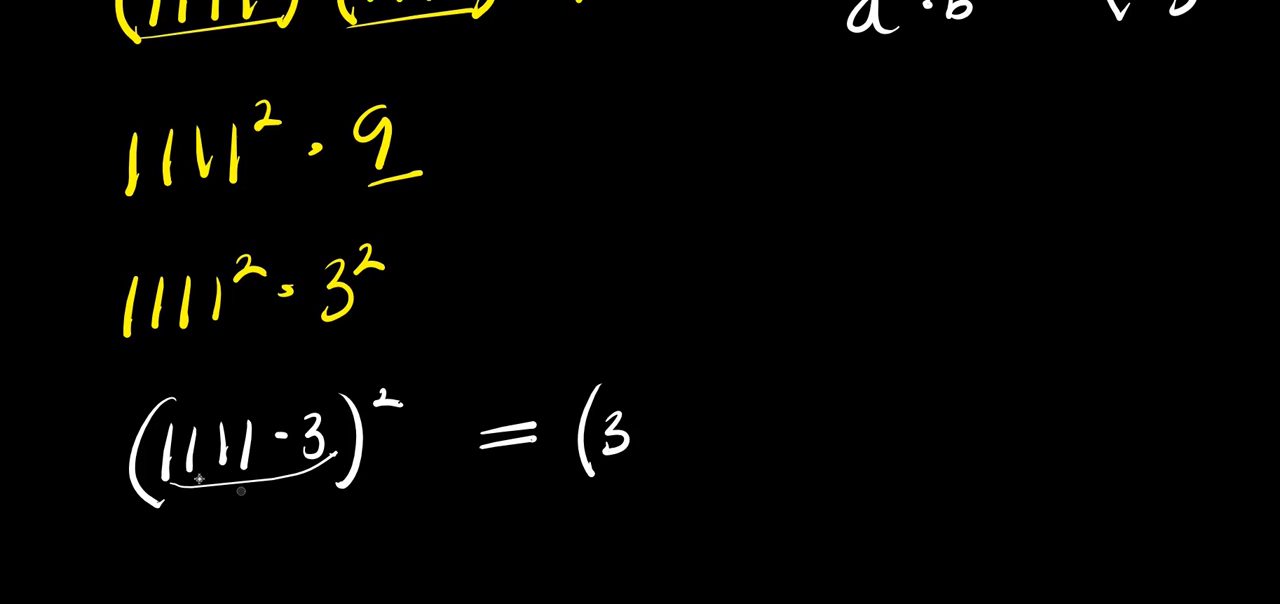 a · b
1111² · 9
1111² · 3²
(1111 · 3)² = (3